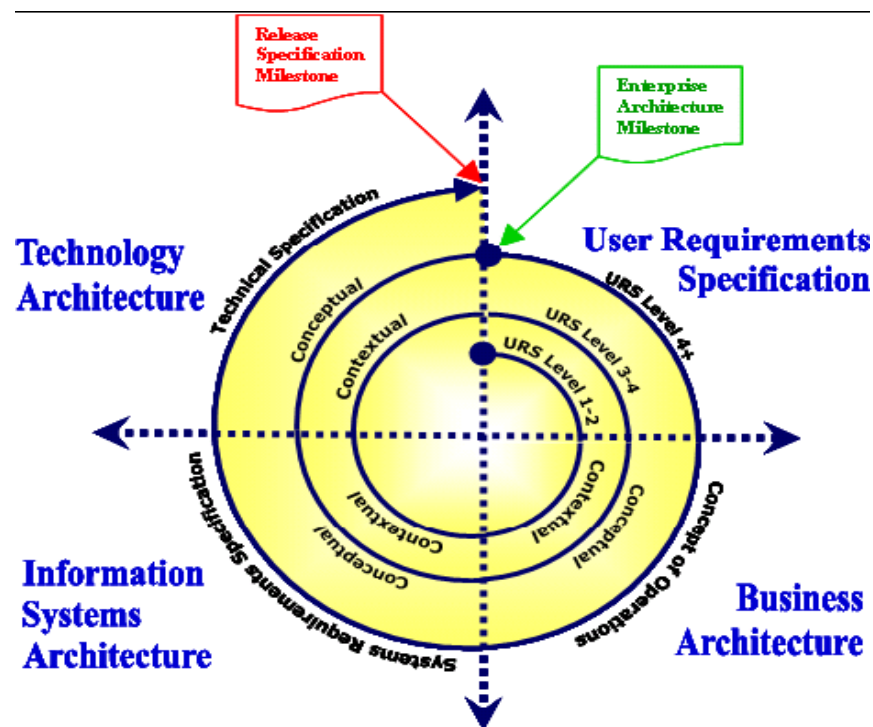 Release
Specification
Milestone
Enterprise
Architecture
Milestone
Technology
Architecture
User Requirements
Specification
Technical Specification
Conceptual
Contextual
URS Level 1-2
URS Level 3-4
URS Level 4+
Contextual
Conceptual
Concept of Operations
Contextual
Conceptual
Systems Requirements Specification
Information
Systems
Architecture
Business
Architecture